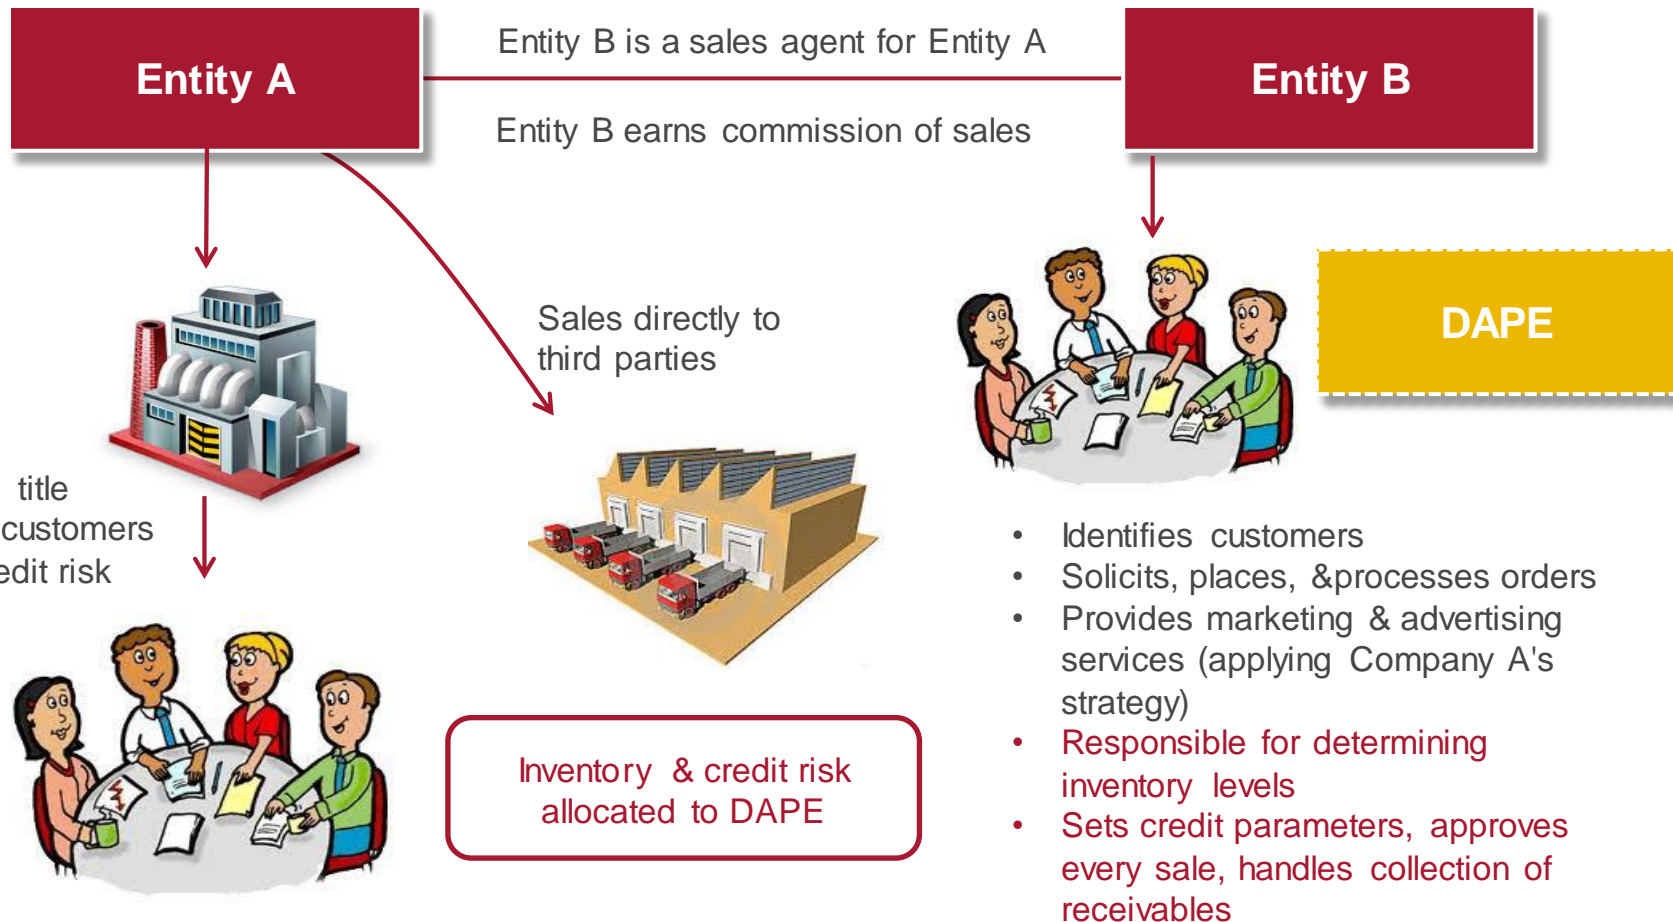 Entity A
Entity B is a sales agent for Entity A
Entity B earns commission of sales
Entity B
Sales directly to
third parties
DAPE
title
customers
edit risk
Inventory & credit risk
allocated to DAPE
• Identifies customers
• Solicits, places, &processes orders
• Provides marketing & advertising
services (applying Company A's
strategy)
• Responsible for determining
inventory levels
• Sets credit parameters, approves
every sale, handles collection of
receivables